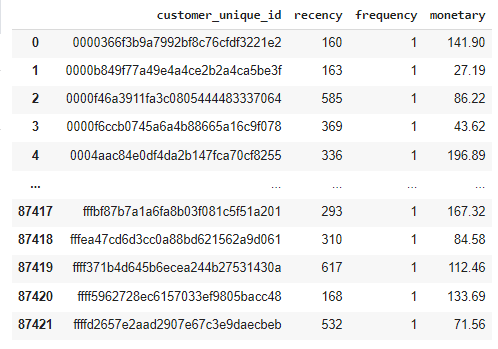 customer_unique_id recency frequency monetary
0 0000366f3b9a7992bf8c76cfdf3221e2 160 1 141.90
1 0000b849f77a49e4a4ce2b2a4ca5be3f 163 1 27.19
2 0000f46a3911fa3c0805444483337064 585 1 86.22
3 0000f6ccb0745a6a4b88665a16c9f078 369 1 43.62
4 0004aac84e0df4da2b147fca70cf8255 336 1 196.89
... ... ... ... ...
87417 fffbf87b7a1a6fa8b03f081c5f51a201 293 1 167.32
87418 fffea47cd6d3cc0a88bd621562a9d061 310 1 84.58
87419 ffff371b4d645b6ecea244b27531430a 617 1 112.46
87420 ffff5962728ec6157033ef9805bacc48 168 1 133.69
87421 ffffd2657e2aad2907e67c3e9daecbeb 532 1 71.56